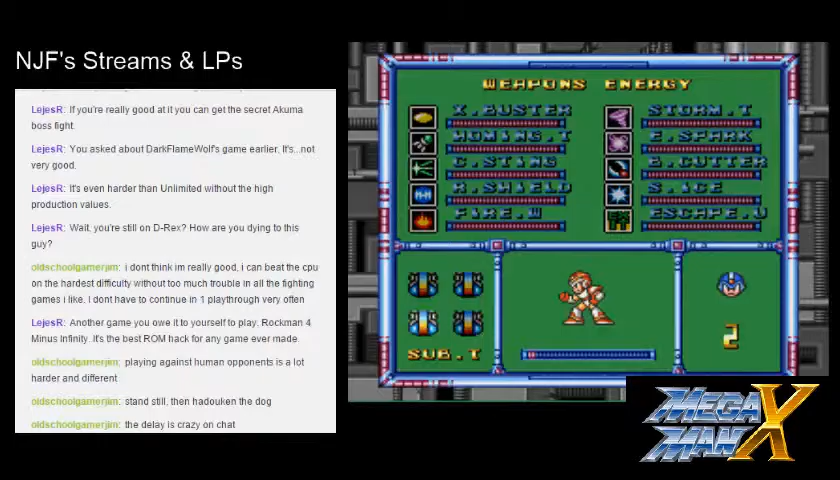 NJF's Streams & LPs
LejesR: If you're really good at it you can get the secret Akuma
boss fight.
LejesR: You asked about DarkFlameWolf's game earlier. It's...not
very good.
LejesR: It's even harder than Unlimited without the high
production values.
LejesR: Wait, you're still on D-Rex? How are you dying to this
guy?
oldschoolgamerjim: i dont think im really good, i can beat the cpu
on the hardest difficulty without too much trouble in all the fighting
games i like. I dont have to continue in 1 playthrough very often
LejesR: Another game you owe it to yourself to play. Rockman 4
Minus Infinity. It's the best ROM hack for any game ever made.
oldschoolgamerjim: playing against human opponents is a lot
harder and different
oldschoolgamerjim: stand still, then hadouken the dog
oldschoolgamerjim: the delay is crazy on chat
WEAPONS ENERGY
X.BUSTER
STORM.T
HOMING.T
E.SPARK
C.STING
B.CUTTER
R.SHIELD
S.ICE
FIRE.W
ESCAPE.U
SUB.T
2
MEGA
MAN X